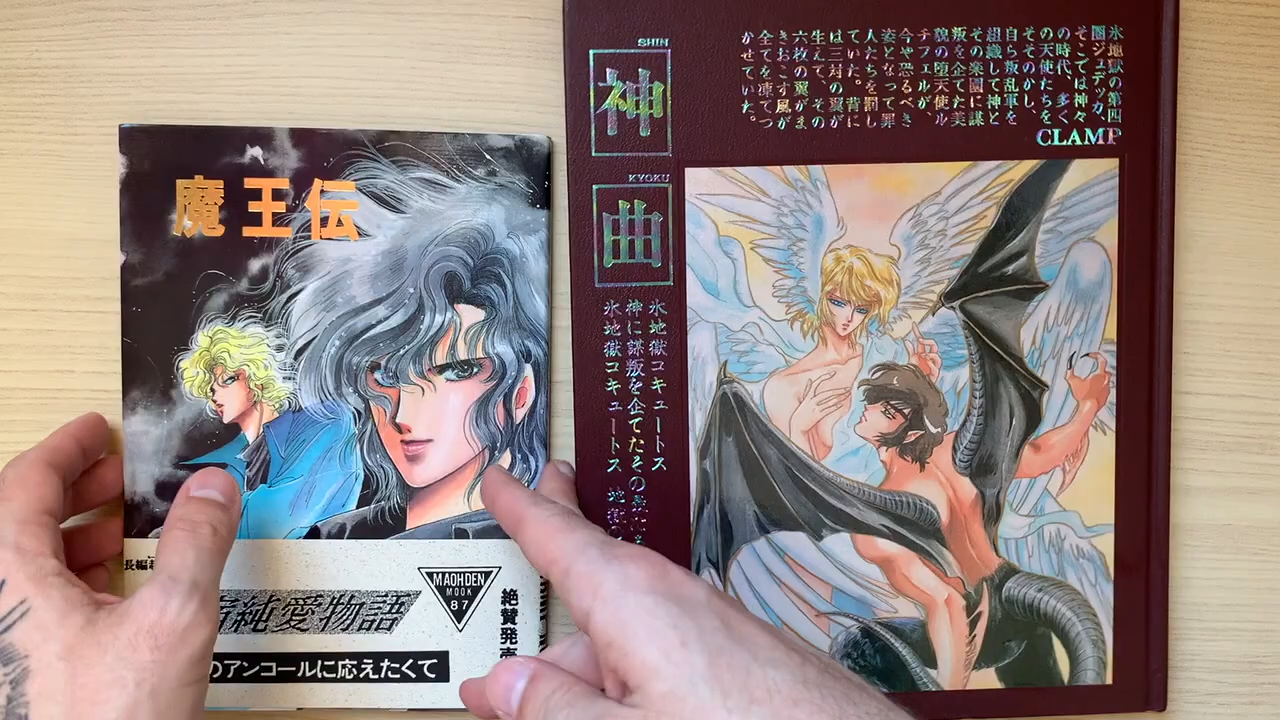 魔王伝
純愛物語
MAOHDEN
MOOK
87
絶賛発売
のアンコールに応えたくて
SHIN
神
KYOKU
曲
氷地獄の第四
圏ジュデッカ、
そこでは神々
の時代、多く
の天使たちを
そそのかし、
自ら叛乱軍を
組織して神と
その楽園に謀
叛を企てた美
貌の堕天使ル
チフェルが、
今や恐るべき
姿となって罪
人たちを罰し
ていた。背に
は三対の翼が
生えて、その
六枚の翼がま
きおこす風が
全てを凍てつ
かせていた。
CLAMP
氷地獄コキュートス
神に謀叛を企てたその
氷地獄コキュートス